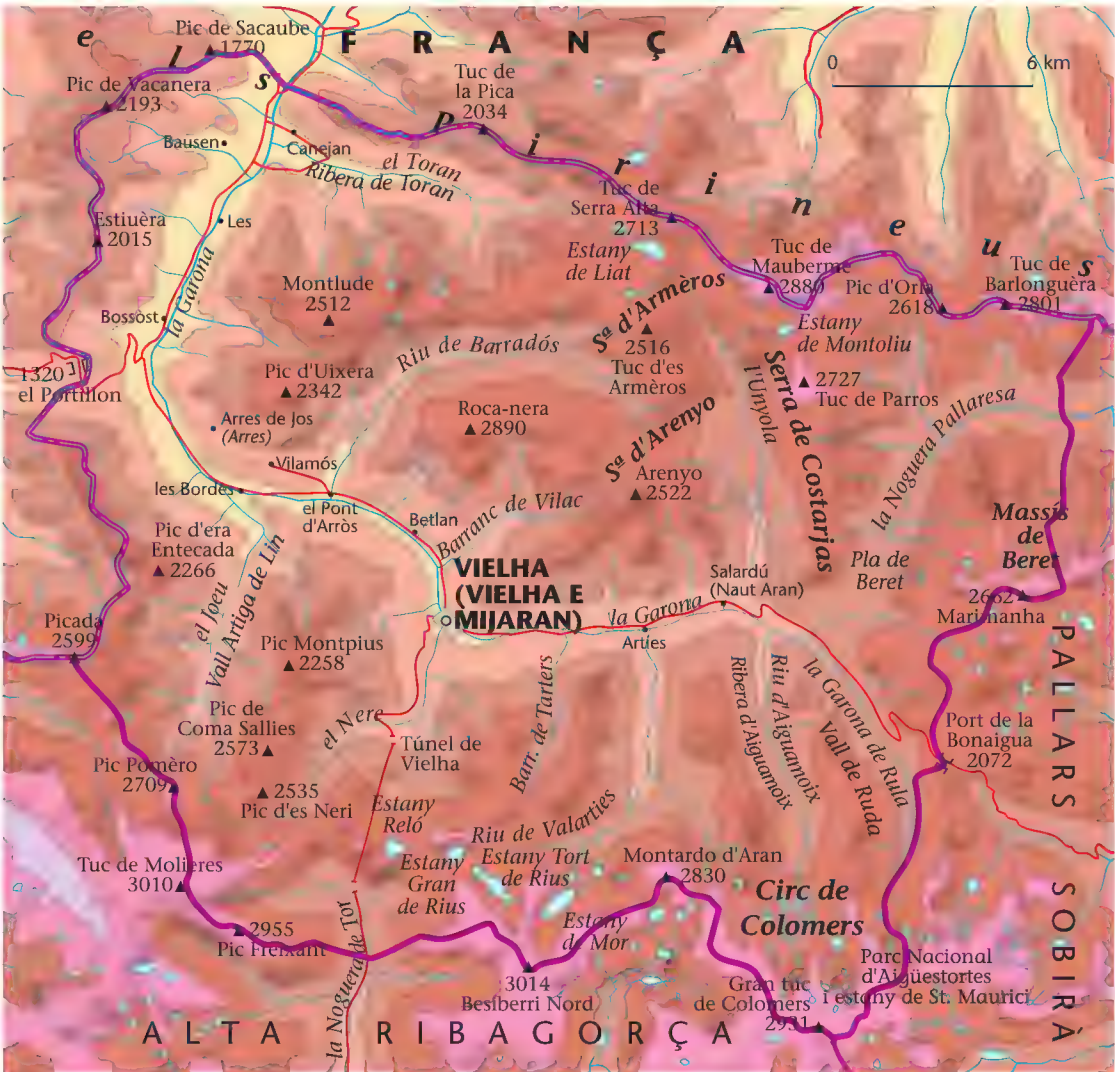 els Pirineus
FRANÇA
0 6 km
Pic de Sacaube
1770
Pic de Vacanera
2193
Tuc de
la Pica
2034
Bausen
Canejan
el Toran
Ribera de Toran
Tuc de
Serra Alta
2713
Estiuèra
2015
Les
la Garona
Estany
de Liat
Tuc de
Mauberme
2880
Pic d'Orla
2618
Tuc de
Barlonguèra
2801
Montlude
2512
Bossòst
Sª d'Armèros
2516
Tuc d'es
Armèros
Estany
de Montoliu
Riu de Barradós
1320
el Portillon
Pic d'Uixera
2342
Serra de Costarjas
l'Unyola
2727
Tuc de Parros
Arres de Jos
(Arres)
Roca-nera
2890
Sª d'Arenyo
la Noguera Pallaresa
Vilamós
Arenyo
2522
les Bordes
el Pont
d'Arròs
Betlan
Barranc de Vilac
Massís
de
Beret
Pic d'era
Entecada
2266
Vall Artiga de Lin
el Joeu
VIELHA
(VIELHA E
MIJARAN)
Salardú
(Naut Aran)
Pla de
Beret
la Garona
2662
Marimanha
Picada
2599
Arties
PALLARS SOBIRÀ
Pic Montpius
2258
Barr. de Tarters
Ribera d'Aiguamoix
Riu d'Aiguamoix
la Garona de Rula
Vall de Ruda
Pic de
Coma Sallies
2573
el Nere
Túnel de
Vielha
Port de la
Bonaigua
2072
Pic Pomèro
2709
2535
Pic d'es Neri
Estany
Reló
Riu de Valarties
Estany Tort
de Rius
Estany
Gran
de Rius
Montardo d'Aran
2830
Tuc de Molieres
3010
Circ de
Colomers
Estany
de Mor
2955
Pic Freixant
la Noguera de Tor
3014
Besiberri Nord
Gran tuc
de Colomers
2931
Parc Nacional
d'Aigüestortes
i estany de St. Maurici
ALTA RIBAGORÇA